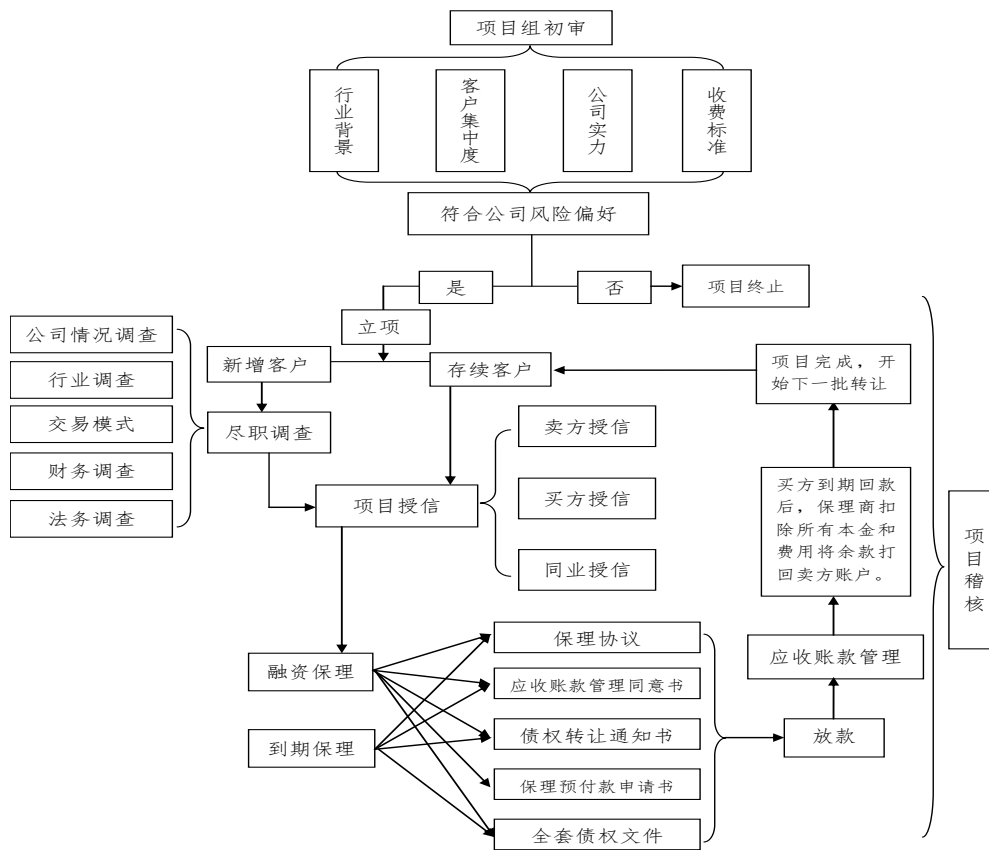 项目组初审
行业背景
客户集中度
公司实力
收费标准
符合公司风险偏好
是
否
项目终止
立项
公司情况调查
行业调查
交易模式
财务调查
法务调查
新增客户
存续客户
尽职调查
项目授信
卖方授信
买方授信
同业授信
项目完成，开
始下一批转让
买方到期回款
后，保理商扣
除所有本金和
费用将余款打
回卖方账户。
应收账款管理
放款
融资保理
到期保理
保理协议
应收账款管理同意书
债权转让通知书
保理预付款申请书
全套债权文件
项目稽核